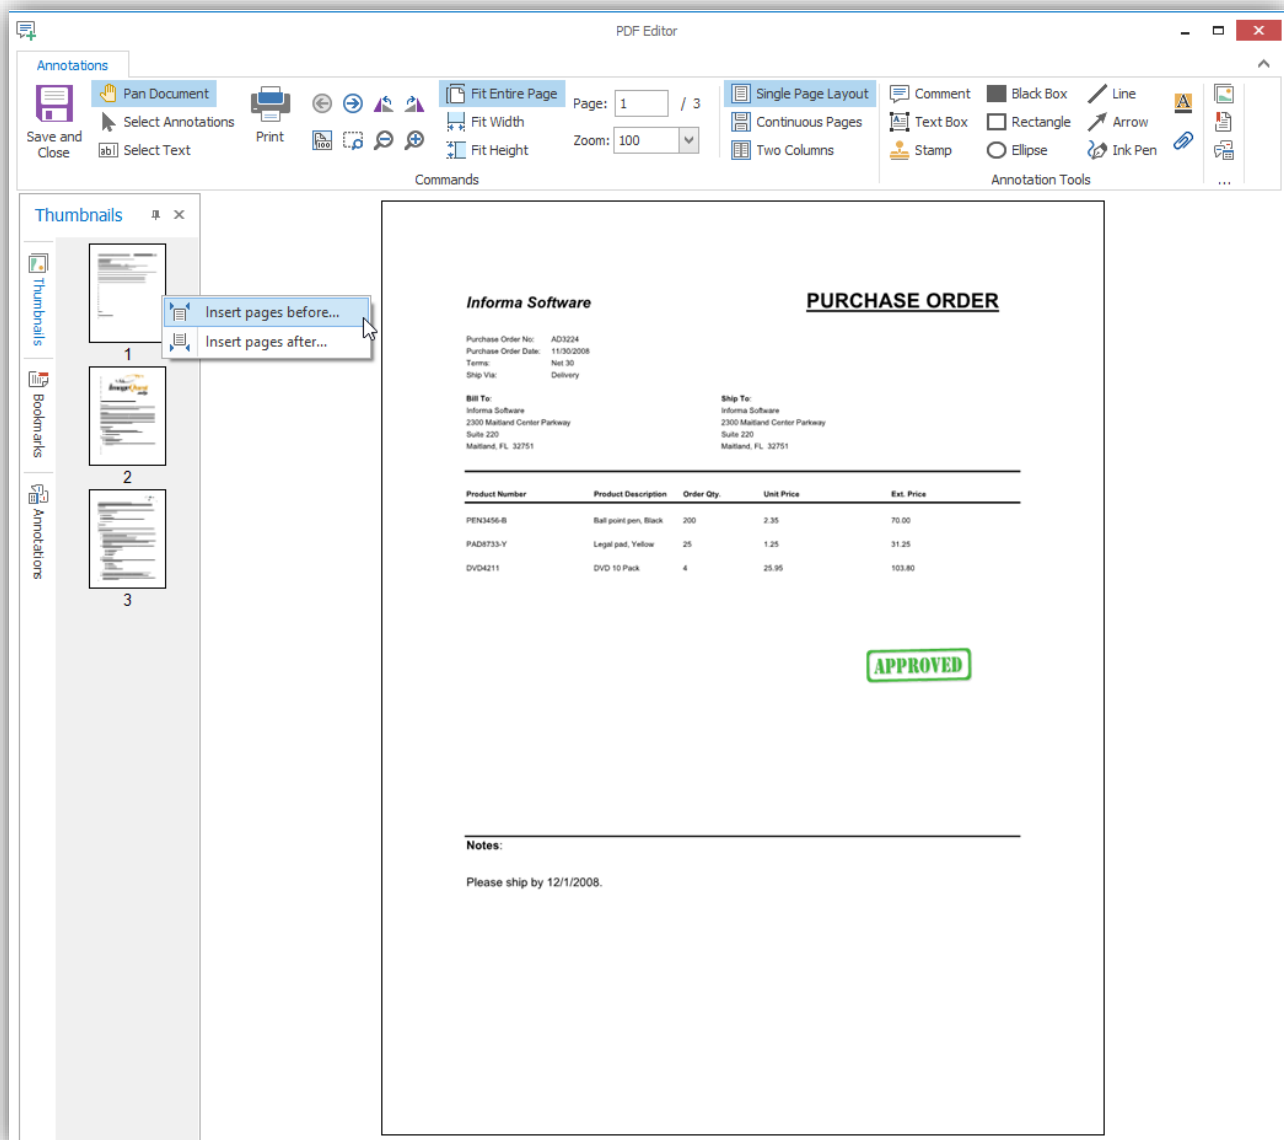 PDF Editor
Annotations
Save and Close
Pan Document
Select Annotations
Select Text
Print
Fit Entire Page
Fit Width
Fit Height
Page: 1 / 3
Zoom: 100
Single Page Layout
Continuous Pages
Two Columns
Comment
Text Box
Stamp
Black Box
Rectangle
Ellipse
Line
Arrow
Ink Pen
Commands
Annotation Tools
...
Thumbnails
Thumbnails
Bookmarks
Annotations
1
2
3
Insert pages before...
Insert pages after...
Informa Software
PURCHASE ORDER
Purchase Order No: AD3224
Purchase Order Date: 11/30/2008
Terms: Net 30
Ship Via: Delivery
Bill To:
Informa Software
2300 Maitland Center Parkway
Suite 220
Maitland, FL 32751
Ship To:
Informa Software
2300 Maitland Center Parkway
Suite 220
Maitland, FL 32751
Product Number Product Description Order Qty. Unit Price Ext. Price
PEN3456-B Ball point pen, Black 200 2.35 70.00
PAD8733-Y Legal pad, Yellow 25 1.25 31.25
DVD4211 DVD 10 Pack 4 25.95 103.80
APPROVED
Notes:
Please ship by 12/1/2008.